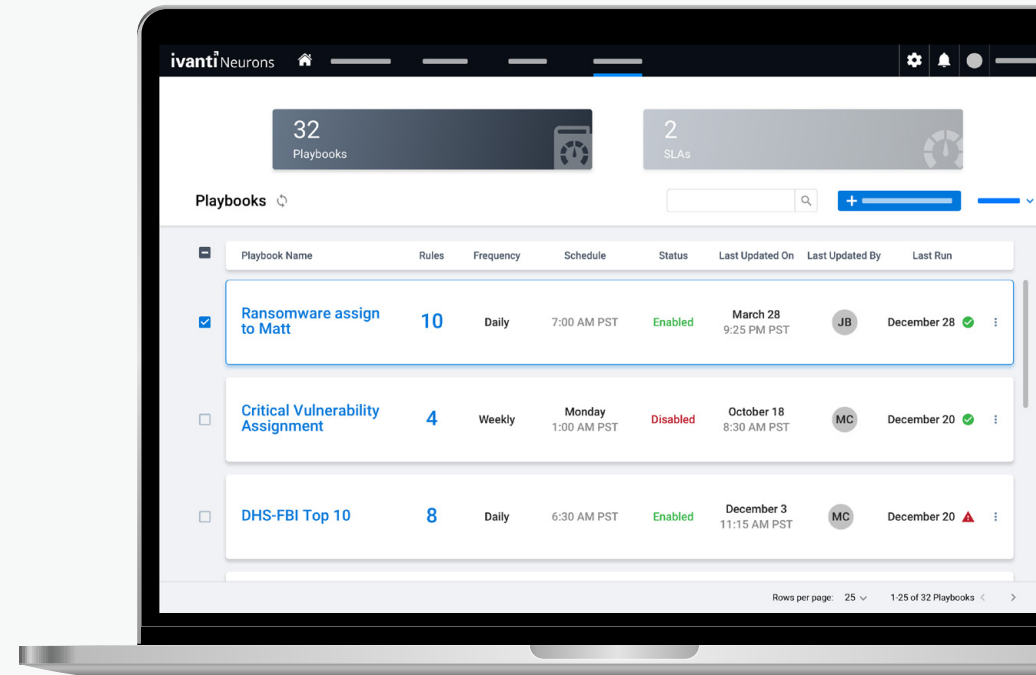 ivanti Neurons
32
Playbooks
2
SLAs
Playbooks
Playbook Name Rules Frequency Schedule Status Last Updated On Last Updated By Last Run
Ransomware assign
to Matt
10
Daily
7:00 AM PST
Enabled
March 28
9:25 PM PST
JB
December 28
Critical Vulnerability
Assignment
4
Weekly
Monday
1:00 AM PST
Disabled
October 18
8:30 AM PST
MC
December 20
DHS-FBI Top 10
8
Daily
6:30 AM PST
Enabled
December 3
11:15 AM PST
MC
December 20
Rows per page: 25 1-25 of 32 Playbooks